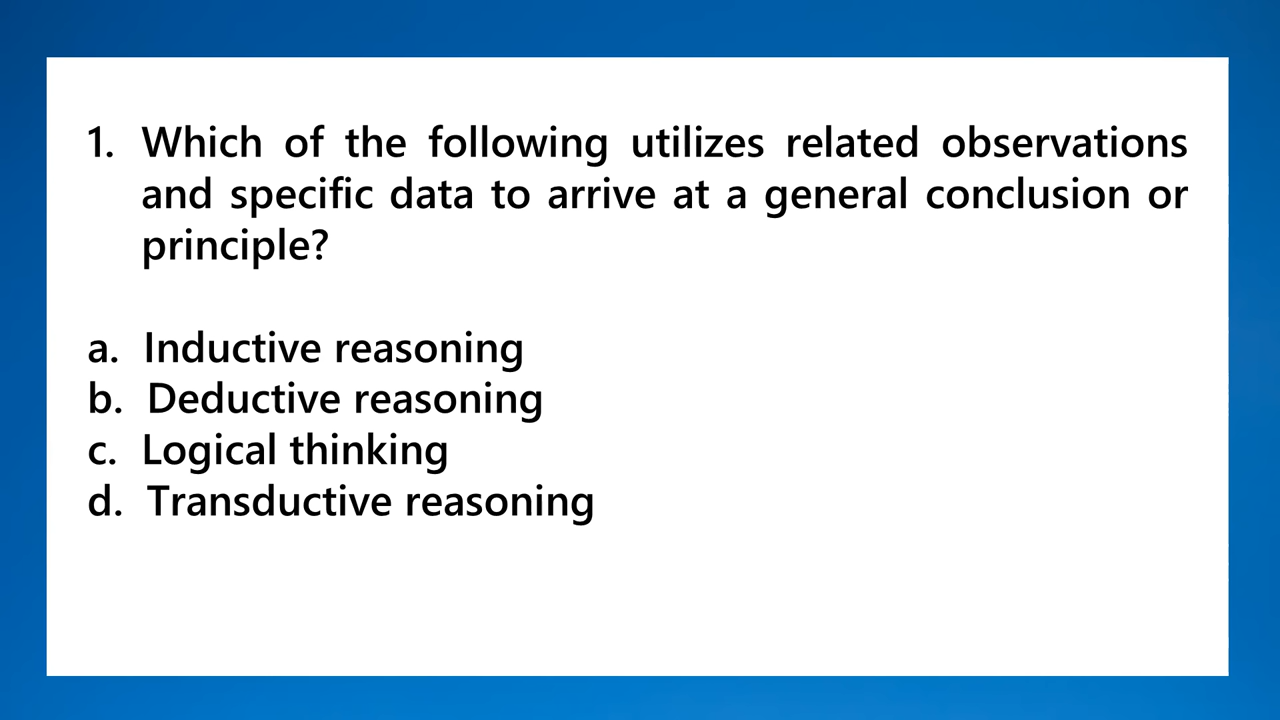 1. Which of the following utilizes related observations
and specific data to arrive at a general conclusion or
principle?
a. Inductive reasoning
b. Deductive reasoning
c. Logical thinking
d. Transductive reasoning